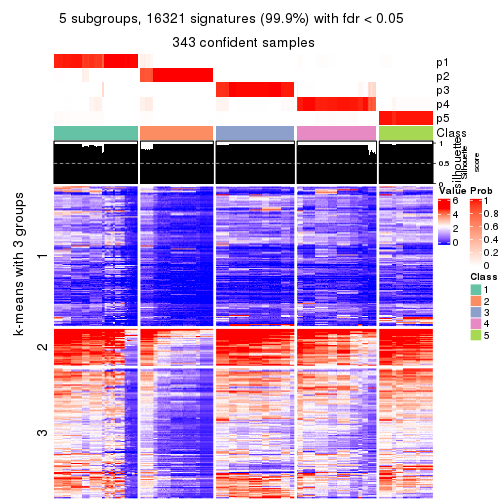 5 subgroups, 16321 signatures (99.9%) with fdr < 0.05
343 confident samples
p1
p2
p3
p4
p5
Class
1
0.5
0
silhouette
Silhouette
score
k-means with 3 groups
1
2
3
Value
6
4
2
0
Prob
1
0.8
0.6
0.4
0.2
0
Class
1
2
3
4
5